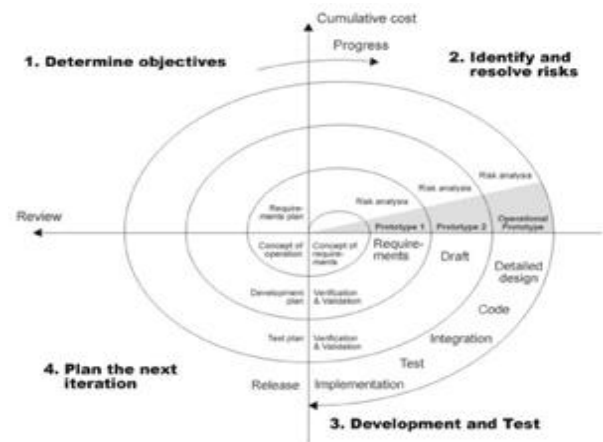 Cumulative cost
Progress
1. Determine objectives
2. Identify and
resolve risks
Risk analysis
Risk analysis
Risk analysis
Require-
ments plan
Prototype 1
Prototype 2
Operational
Prototype
Review
Concept of
operation
Concept of
require-
ments
Require-
ments
Draft
Detailed
design
Development
plan
Verification
& Validation
Code
Test plan
Verification
& Validation
Integration
Test
4. Plan the next
iteration
Release
Implementation
3. Development and Test